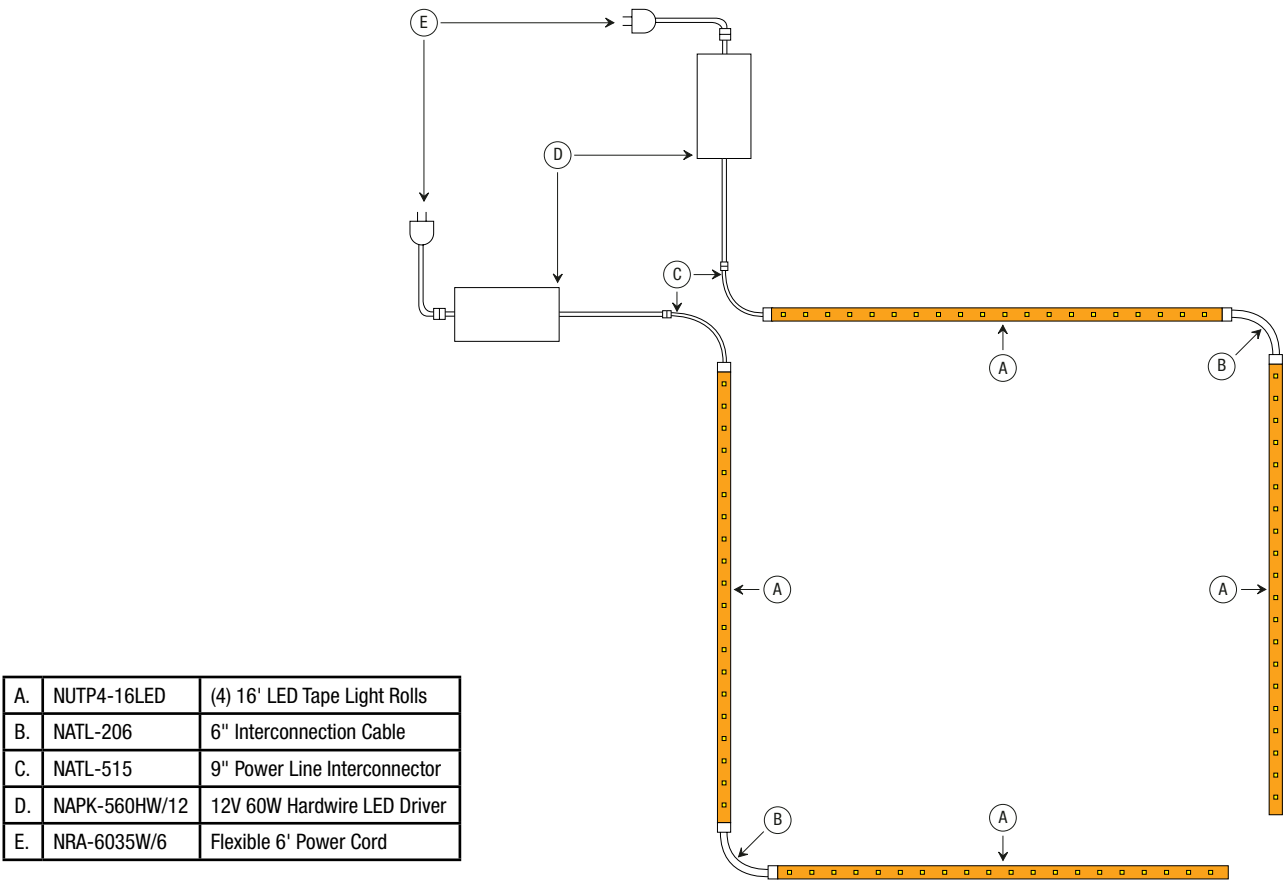 E
D
C
A
B
A
A
B
A
A. NUTP4-16LED (4) 16' LED Tape Light Rolls
B. NATL-206 6" Interconnection Cable
C. NATL-515 9" Power Line Interconnector
D. NAPK-560HW/12 12V 60W Hardwire LED Driver
E. NRA-6035W/6 Flexible 6' Power Cord